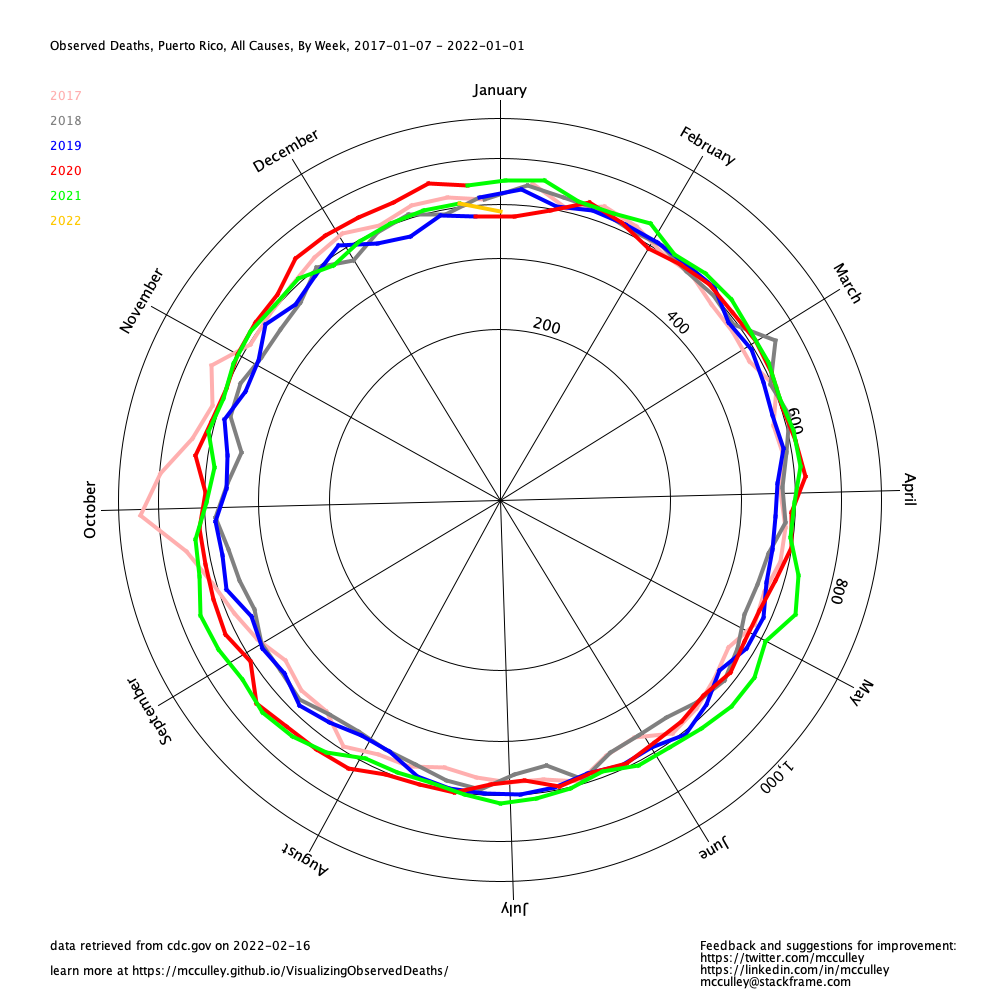 Observed Deaths, Puerto Rico, All Causes, By Week, 2017-01-07 - 2022-01-01
2017
2018
2019
2020
2021
2022
January
February
March
April
May
June
July
August
September
October
November
December
200
400
600
800
1,000
data retrieved from cdc.gov on 2022-02-16
learn more at https://mcculley.github.io/VisualizingObservedDeaths/
Feedback and suggestions for improvement:
https://twitter.com/mcculley
https://linkedin.com/in/mcculley
mcculley@stackframe.com